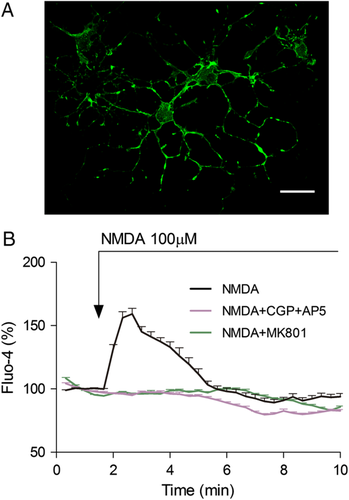 A
B
NMDA 100μM
200
150
100
50
Fluo-4 (%)
NMDA
NMDA+CGP+AP5
NMDA+MK801
0 2 4 6 8 10
Time (min)